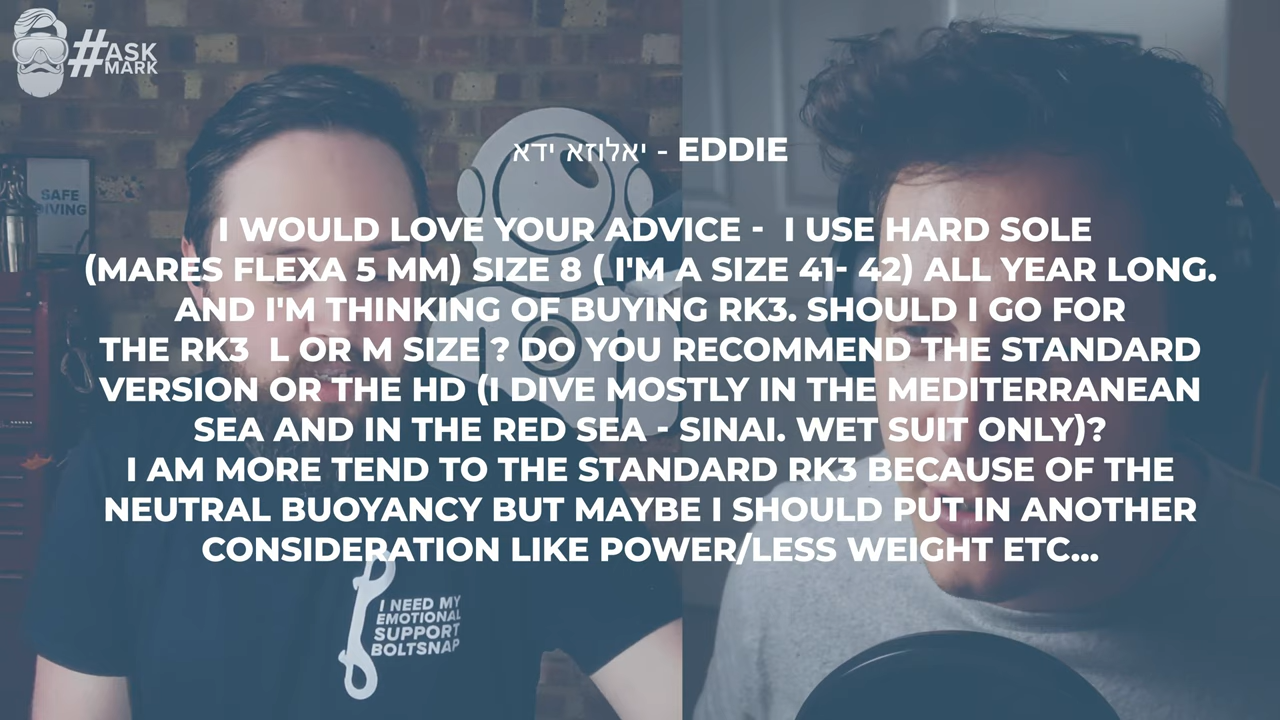 #ASK
MARK
SAFE
DIVING
יאלוזא ידא - EDDIE
I WOULD LOVE YOUR ADVICE - I USE HARD SOLE
(MARES FLEXA 5 MM) SIZE 8 ( I'M A SIZE 41- 42) ALL YEAR LONG.
AND I'M THINKING OF BUYING RK3. SHOULD I GO FOR
THE RK3 L OR M SIZE ? DO YOU RECOMMEND THE STANDARD
VERSION OR THE HD (I DIVE MOSTLY IN THE MEDITERRANEAN
SEA AND IN THE RED SEA - SINAI. WET SUIT ONLY)?
I AM MORE TEND TO THE STANDARD RK3 BECAUSE OF THE
NEUTRAL BUOYANCY BUT MAYBE I SHOULD PUT IN ANOTHER
CONSIDERATION LIKE POWER/LESS WEIGHT ETC...
I NEED MY
EMOTIONAL
SUPPORT
BOLTSNAP